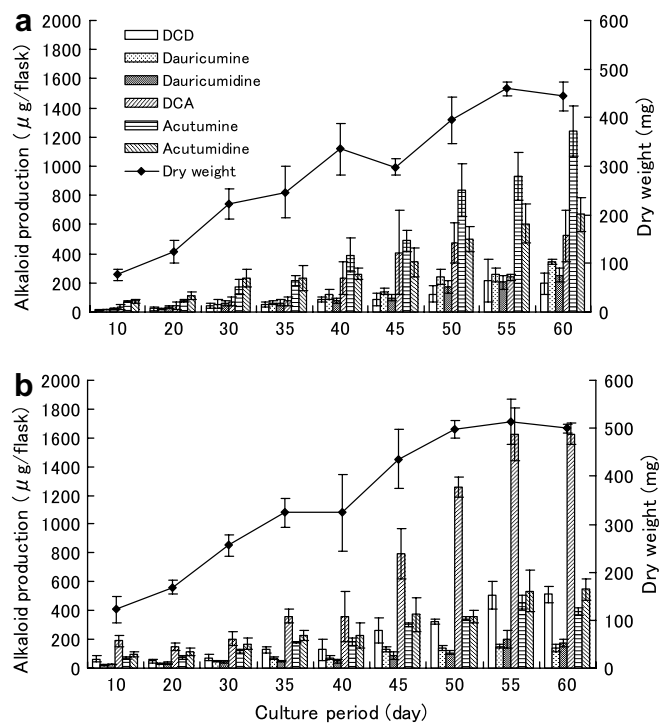 a
Alkaloid production (μg/flask)
2000
1800
1600
1400
1200
1000
800
600
400
200
0
DCD
Dauricumine
Dauricumidine
DCA
Acutumine
Acutumidine
Dry weight
600
500
400
300
200
100
0
Dry weight (mg)
10 20 30 35 40 45 50 55 60
b
Alkaloid production (μg/flask)
2000
1800
1600
1400
1200
1000
800
600
400
200
0
600
500
400
300
200
100
0
Dry weight (mg)
10 20 30 35 40 45 50 55 60
Culture period (day)